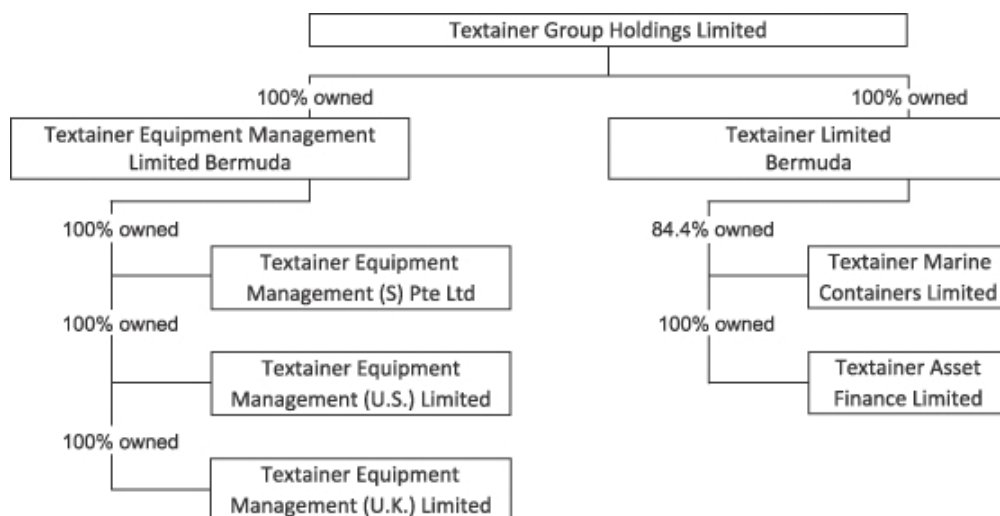 Textainer Group Holdings Limited
100% owned
100% owned
Textainer Equipment Management
Limited Bermuda
Textainer Limited
Bermuda
100% owned
Textainer Equipment
Management (S) Pte Ltd
100% owned
Textainer Equipment
Management (U.S.) Limited
100% owned
Textainer Equipment
Management (U.K.) Limited
84.4% owned
Textainer Marine
Containers Limited
100% owned
Textainer Asset
Finance Limited